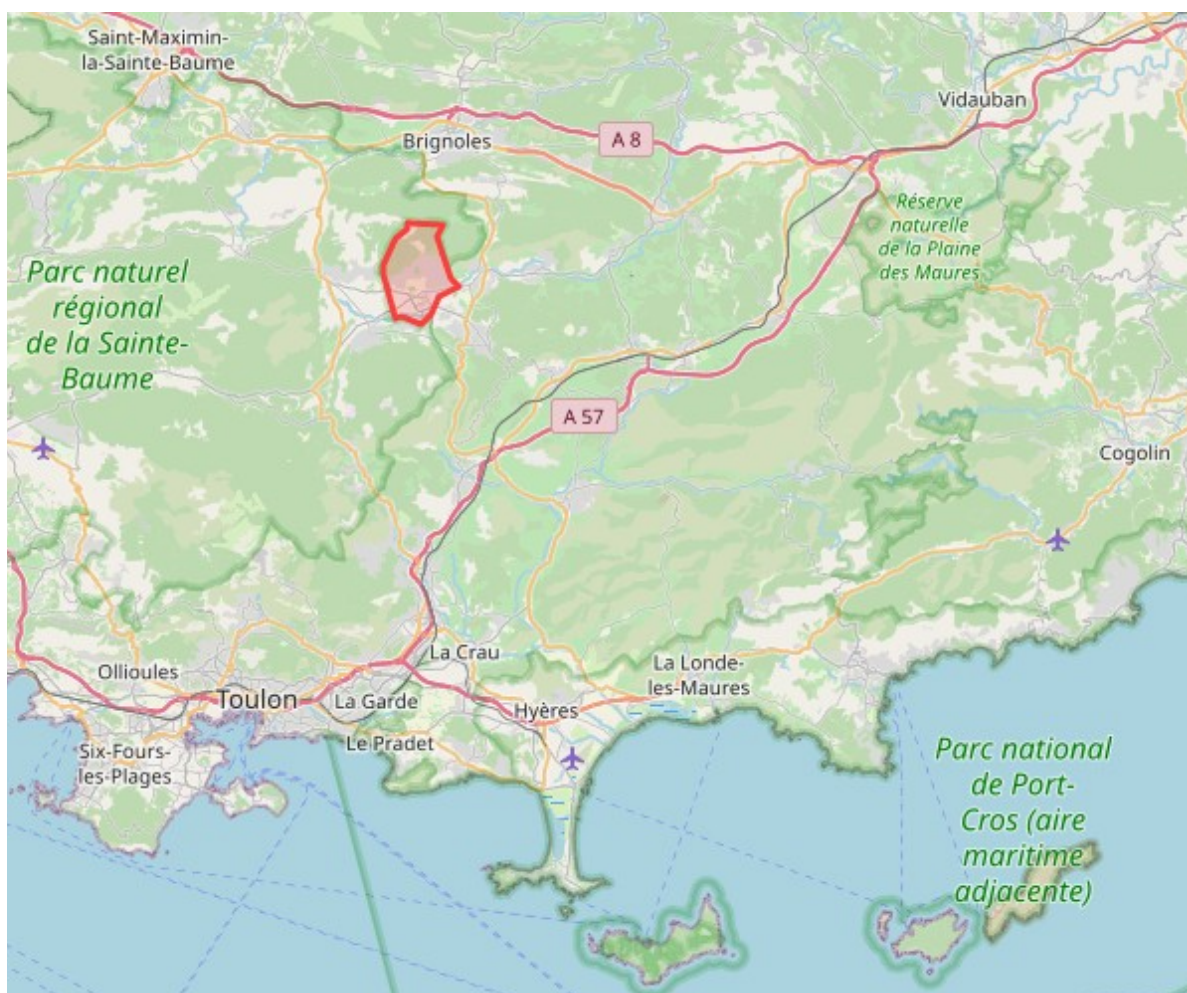 Saint-Maximin-
la-Sainte-Baume
Vidauban
Brignoles
A 8
Réserve
naturelle
de la Plaine
des Maures
Parc naturel
régional
de la Sainte-
Baume
A 57
Cogolin
La Crau
La Londe-
les-Maures
Ollioules
Toulon
La Garde
Hyères
Le Pradet
Six-Fours-
les-Plages
Parc national
de Port-
Cros (aire
maritime
adjacente)